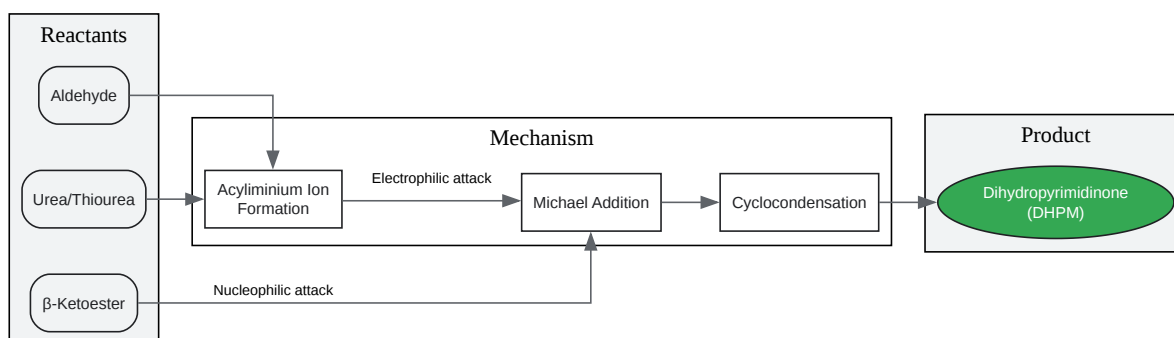 Reactants
Aldehyde
Urea/Thiourea
β-Ketoester
Mechanism
Acyliminium Ion
Formation
Electrophilic attack
Michael Addition
Cyclocondensation
Nucleophilic attack
Product
Dihydropyrimidinone
(DHPM)